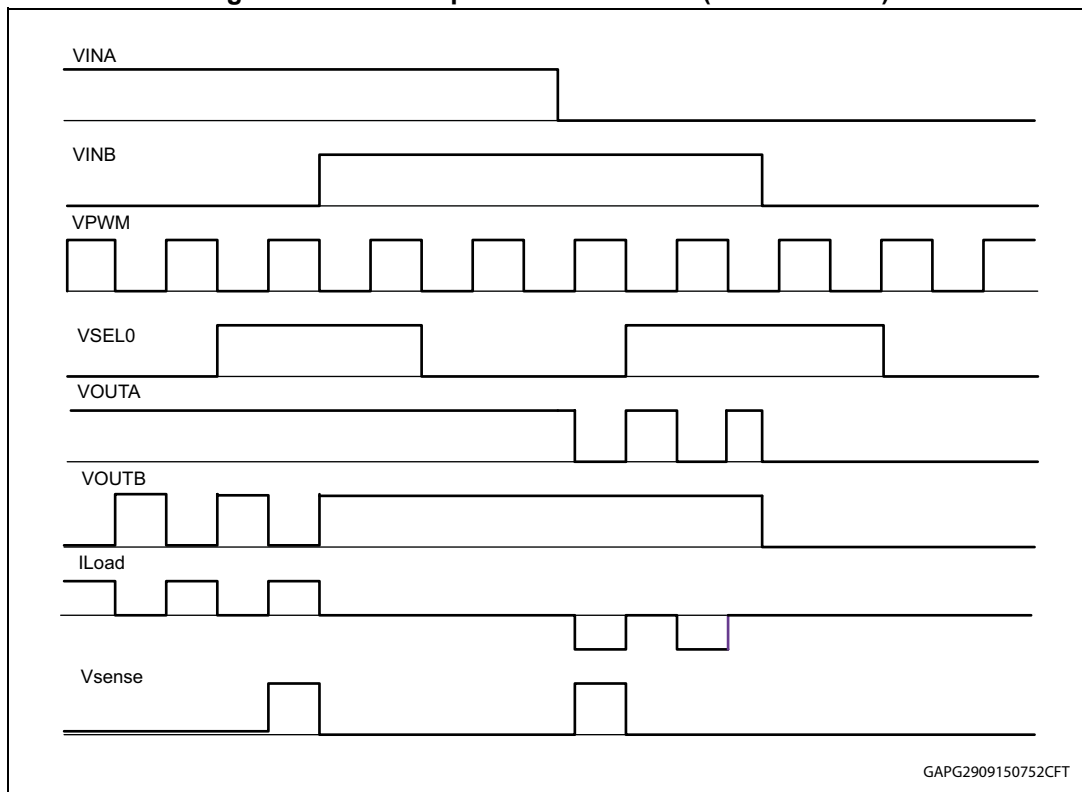 VINA
VINB
VPWM
VSEL0
VOUTA
VOUTB
ILoad
Vsense
GAPG2909150752CFT